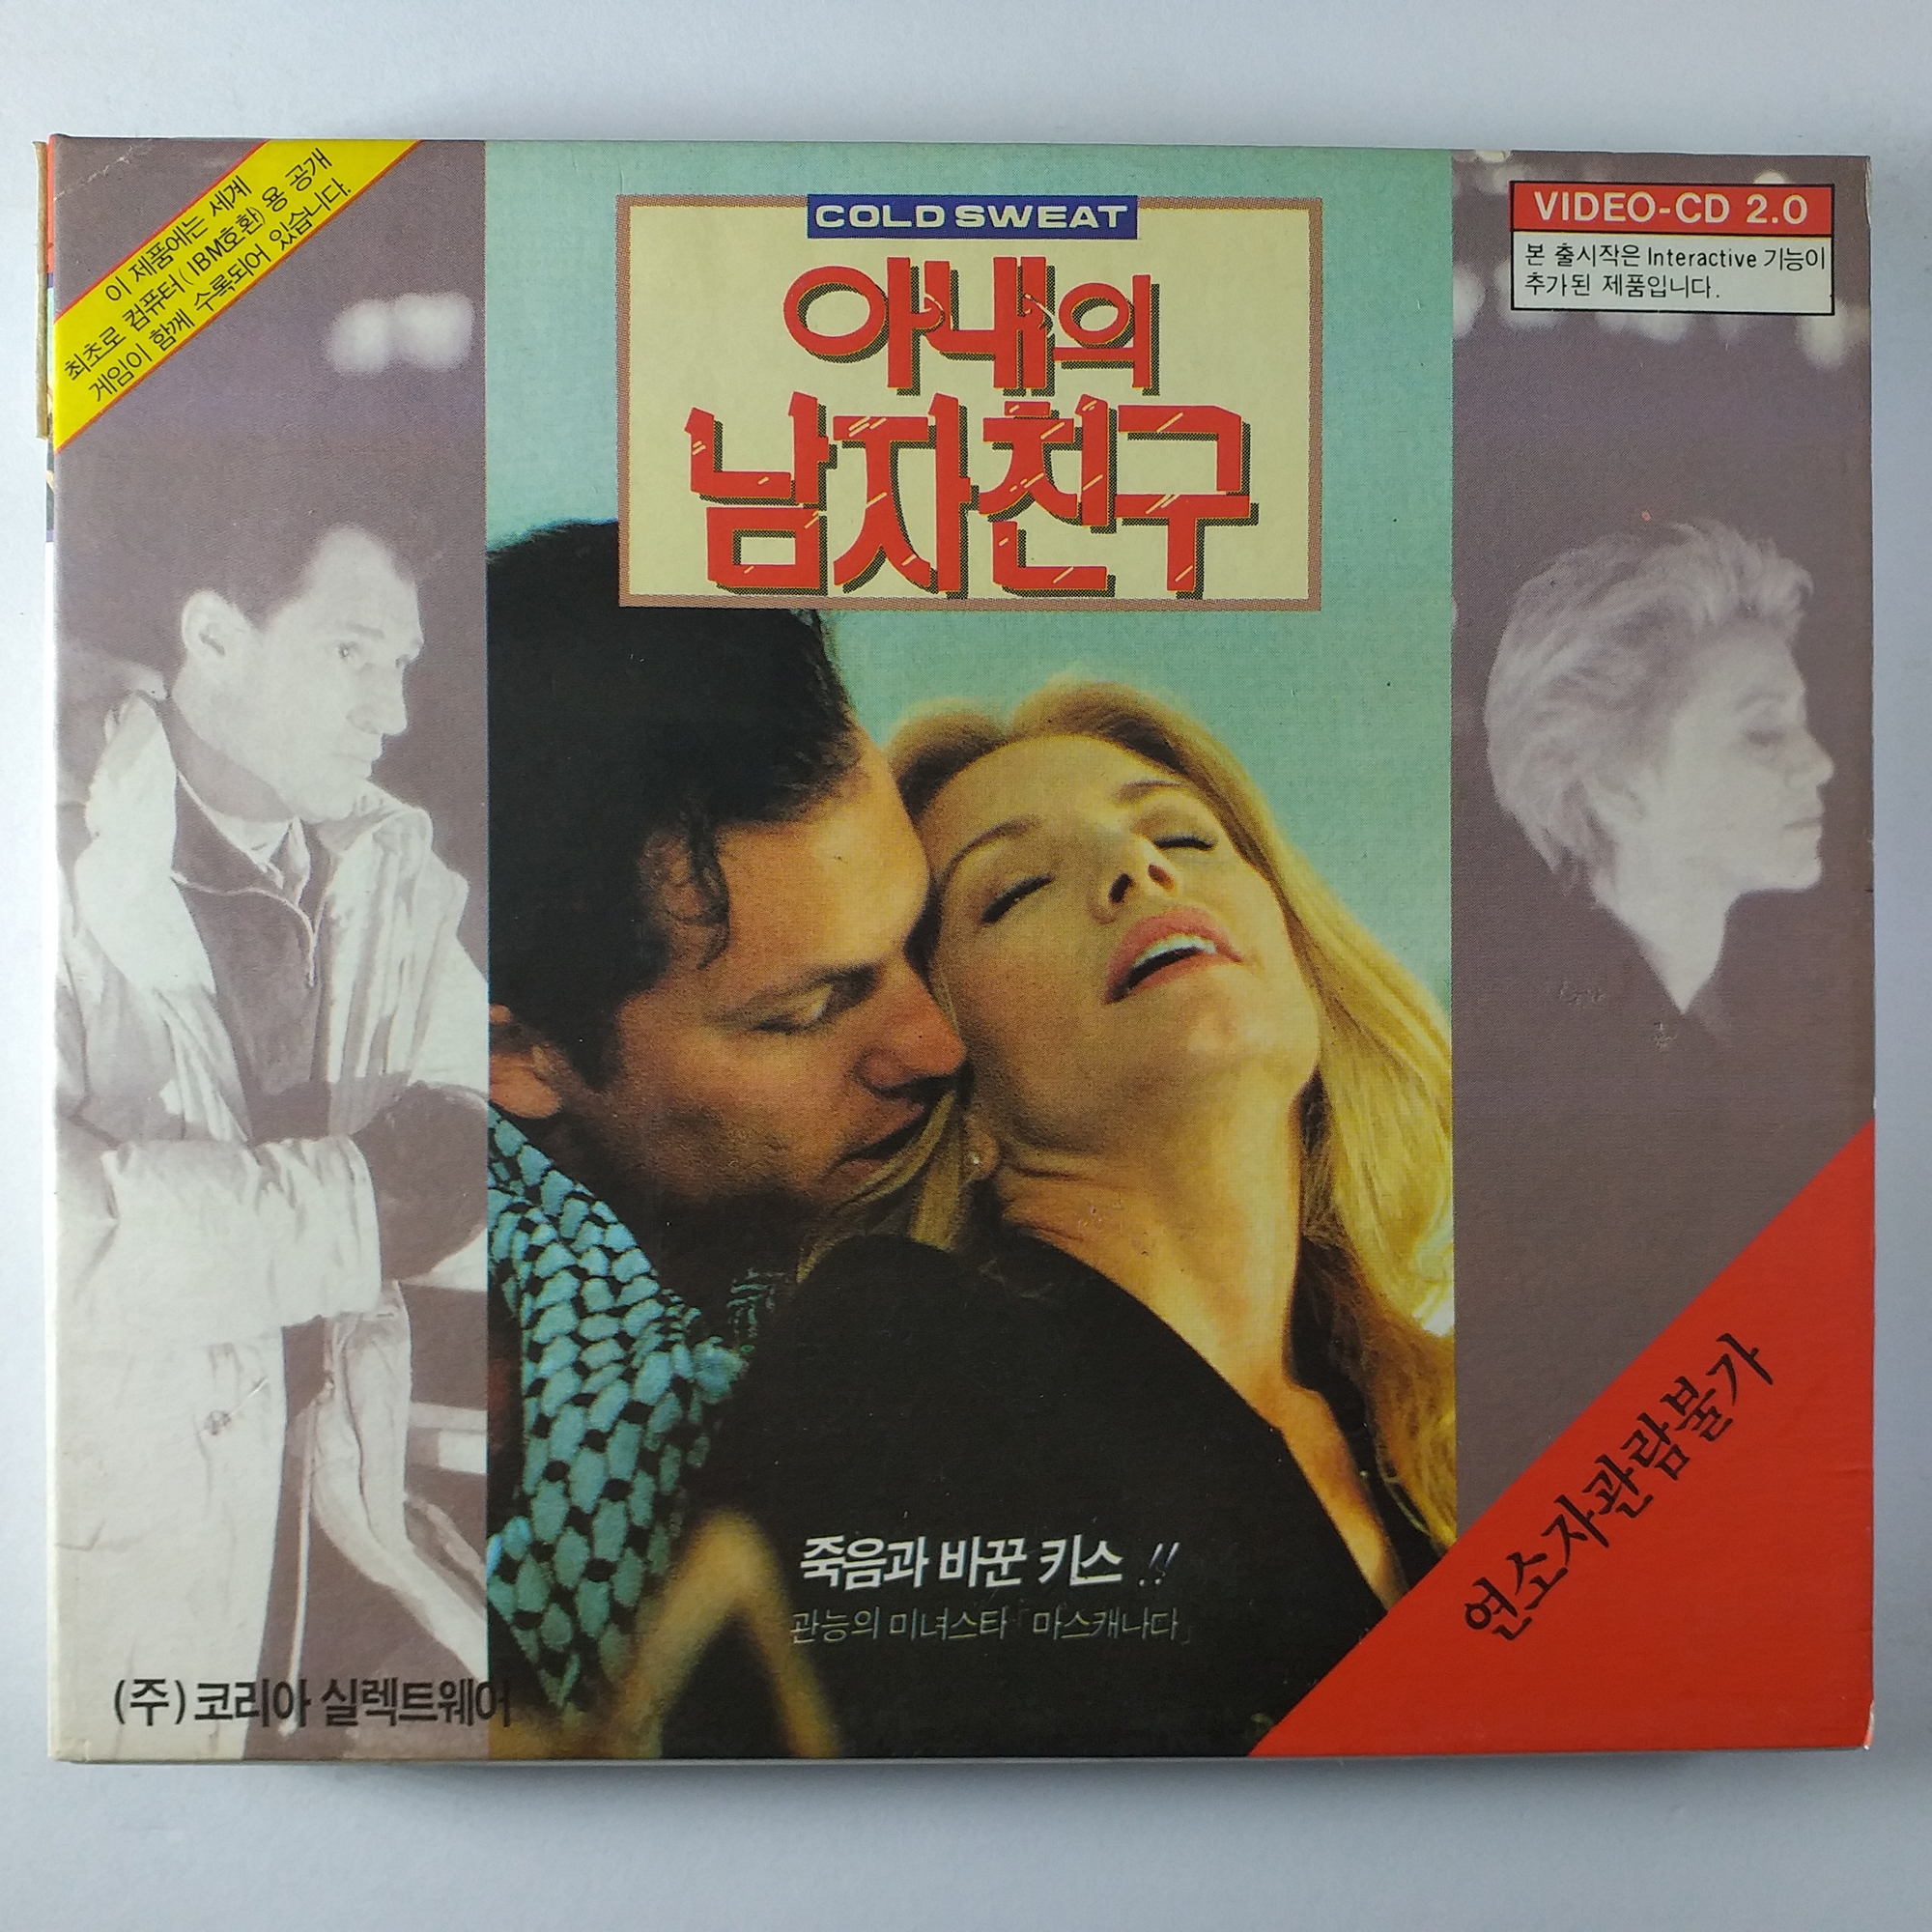 이 제품에는 세계
최초로 컴퓨터(IBM호환)용 공개
게임이 함께 수록되어 있습니다.
COLD SWEAT
아내의
남자친구
VIDEO-CD 2.0
본 출시작은 Interactive 기능이
추가된 제품입니다.
죽음과 바꾼 키스 !!
관능의 미녀스타「마스캐나다」
(주)코리아 실렉트웨어
연소자관람불가